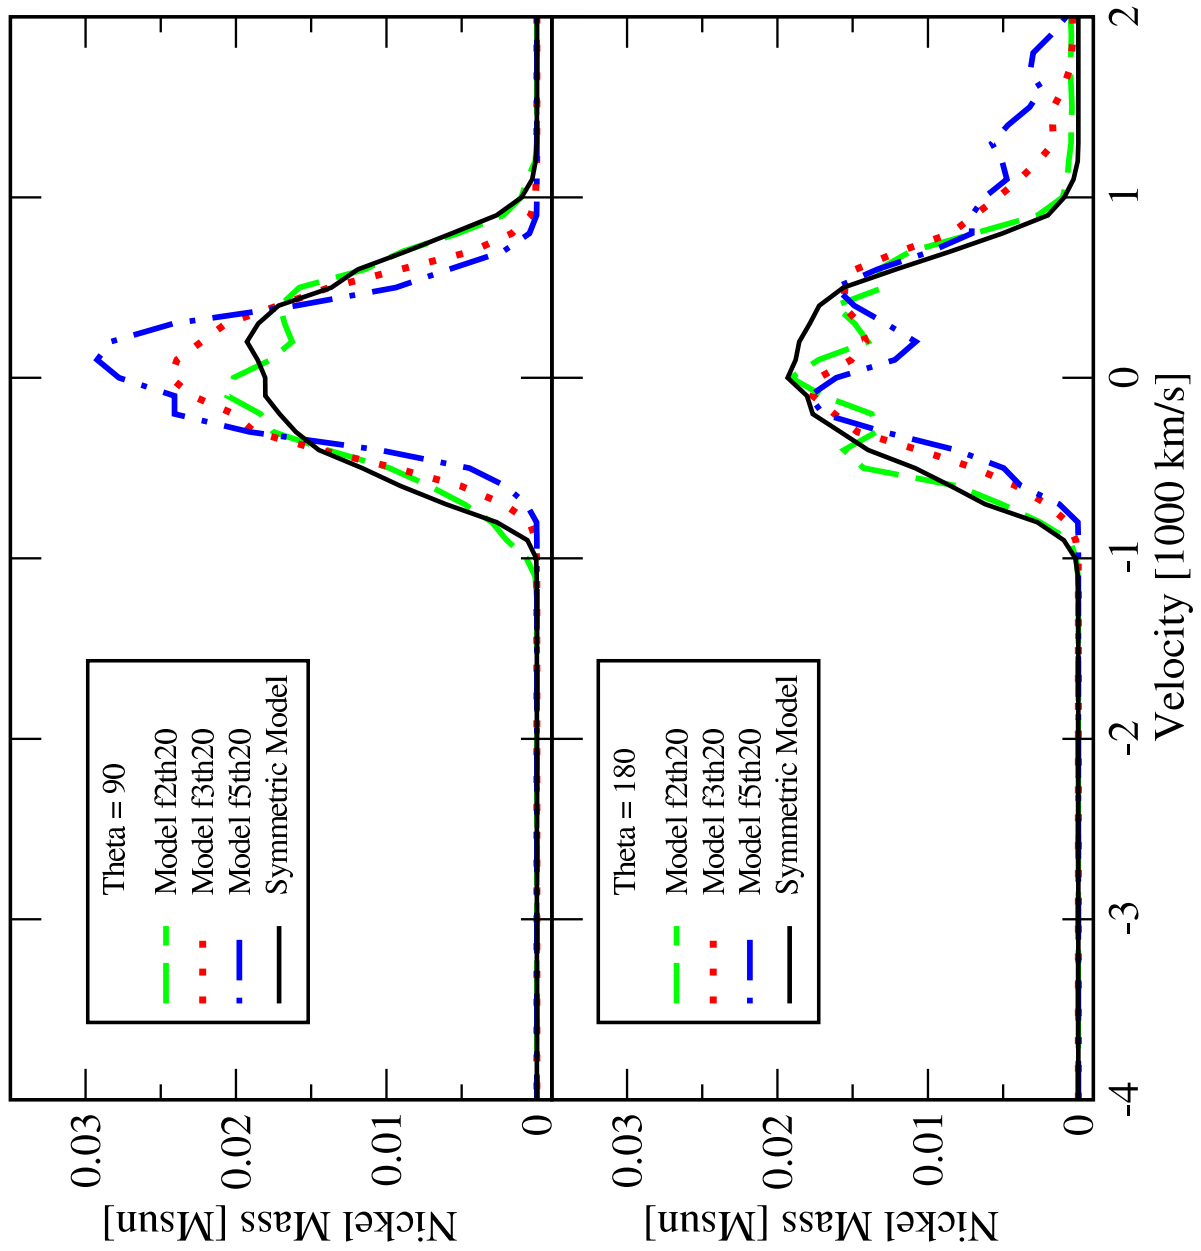 Nickel Mass [Msun]
0.03
0.02
0.01
0
Theta = 90
Model f2th20
Model f3th20
Model f5th20
Symmetric Model
Nickel Mass [Msun]
0.03
0.02
0.01
0
Theta = 180
Model f2th20
Model f3th20
Model f5th20
Symmetric Model
-4
-3
-2
-1
0
1
2
Velocity [1000 km/s]